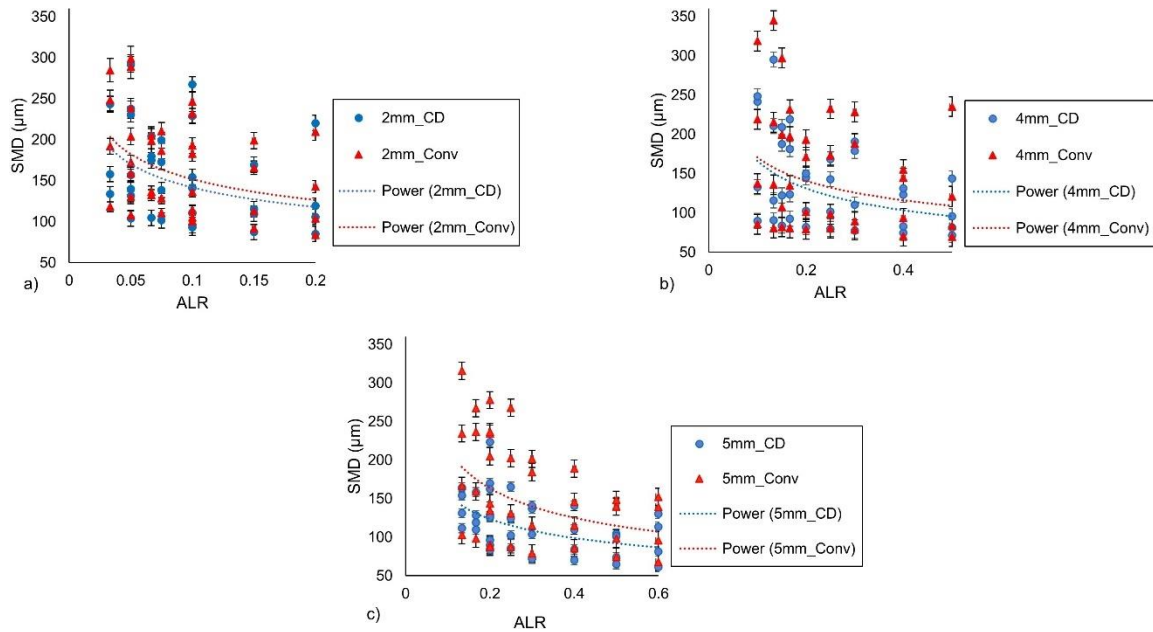 350
300
250
200
150
100
50
SMD (µm)
0
0.05
0.1
0.15
0.2
ALR
a)
2mm_CD
2mm_Conv
Power (2mm_CD)
Power (2mm_Conv)
350
300
250
200
150
100
50
SMD (µm)
0
0.2
0.4
ALR
b)
4mm_CD
4mm_Conv
Power (4mm_CD)
Power (4mm_Conv)
350
300
250
200
150
100
50
SMD (µm)
0
0.2
0.4
0.6
ALR
c)
5mm_CD
5mm_Conv
Power (5mm_CD)
Power (5mm_Conv)